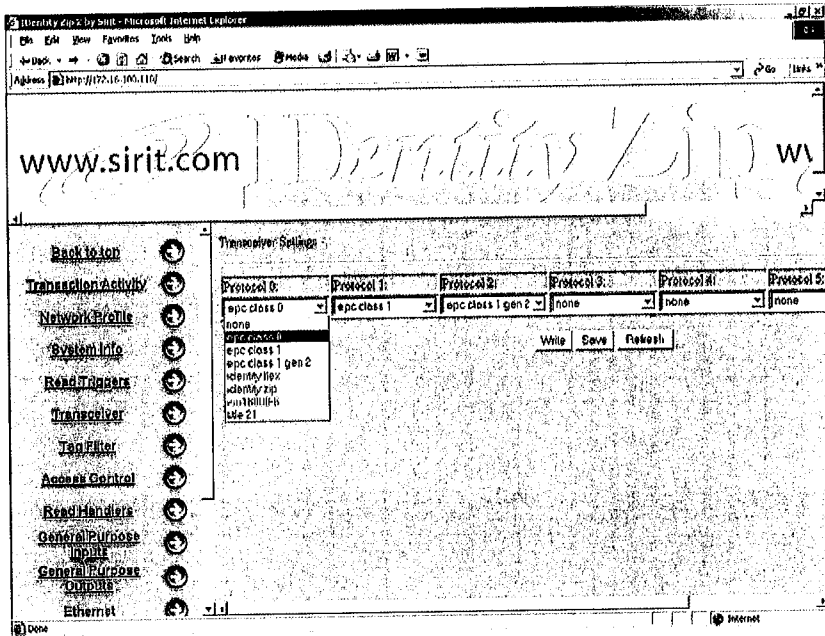 IDentity Zip 2 by Sirit - Microsoft Internet Explorer
File Edit View Favorites Tools Help
Back Search Favorites Media
Address http://172.16.100.110/ Go Links »
www.sirit.com IDentity Zip
Back to top
Transaction Activity
Network Profile
System Info
Read Triggers
Transceiver
Tag Filter
Access Control
Read Handlers
General Purpose
Inputs
General Purpose
Outputs
Ethernet
Transceiver Settings
Protocol 0: Protocol 1: Protocol 2: Protocol 3: Protocol 4: Protocol 5:
epc class 0 epc class 1 epc class 1 gen 2 none none none
none
epc class 0
epc class 1
epc class 1 gen 2
identity flex
identity zip
title 21
Write Save Refresh
Done Internet